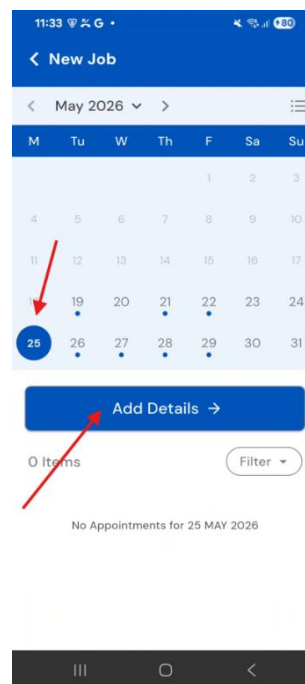 11:33 G •
80
< New Job
< May 2026 >
M Tu W Th F Sa Su
1 2 3
4 5 6 7 8 9 10
11 12 13 14 15 16 17
19 20 21 22 23 24
25 26 27 28 29 30 31
Add Details →
0 Items
Filter
No Appointments for 25 MAY 2026